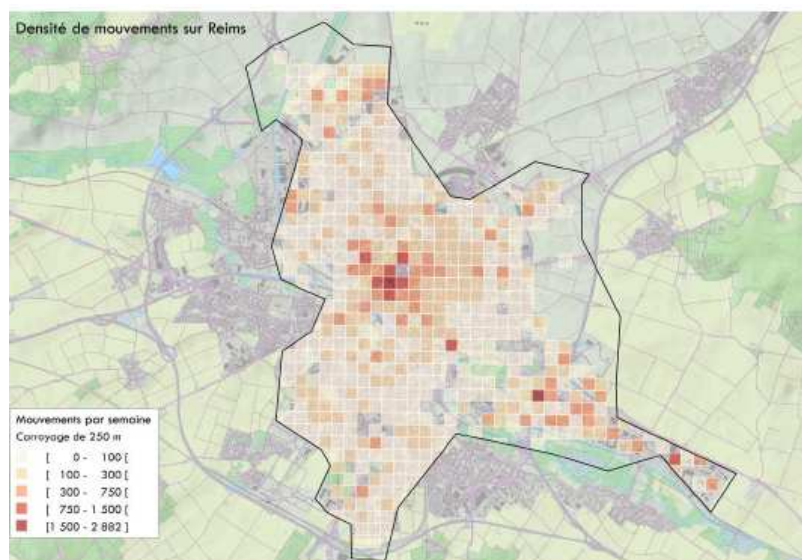 Densité de mouvements sur Reims
Mouvements par semaine
Carroyage de 250 m
[ 0 - 100 [
[ 100 - 300 [
[ 300 - 750 [
[ 750 - 1 500 [
[1 500 - 2 882 ]